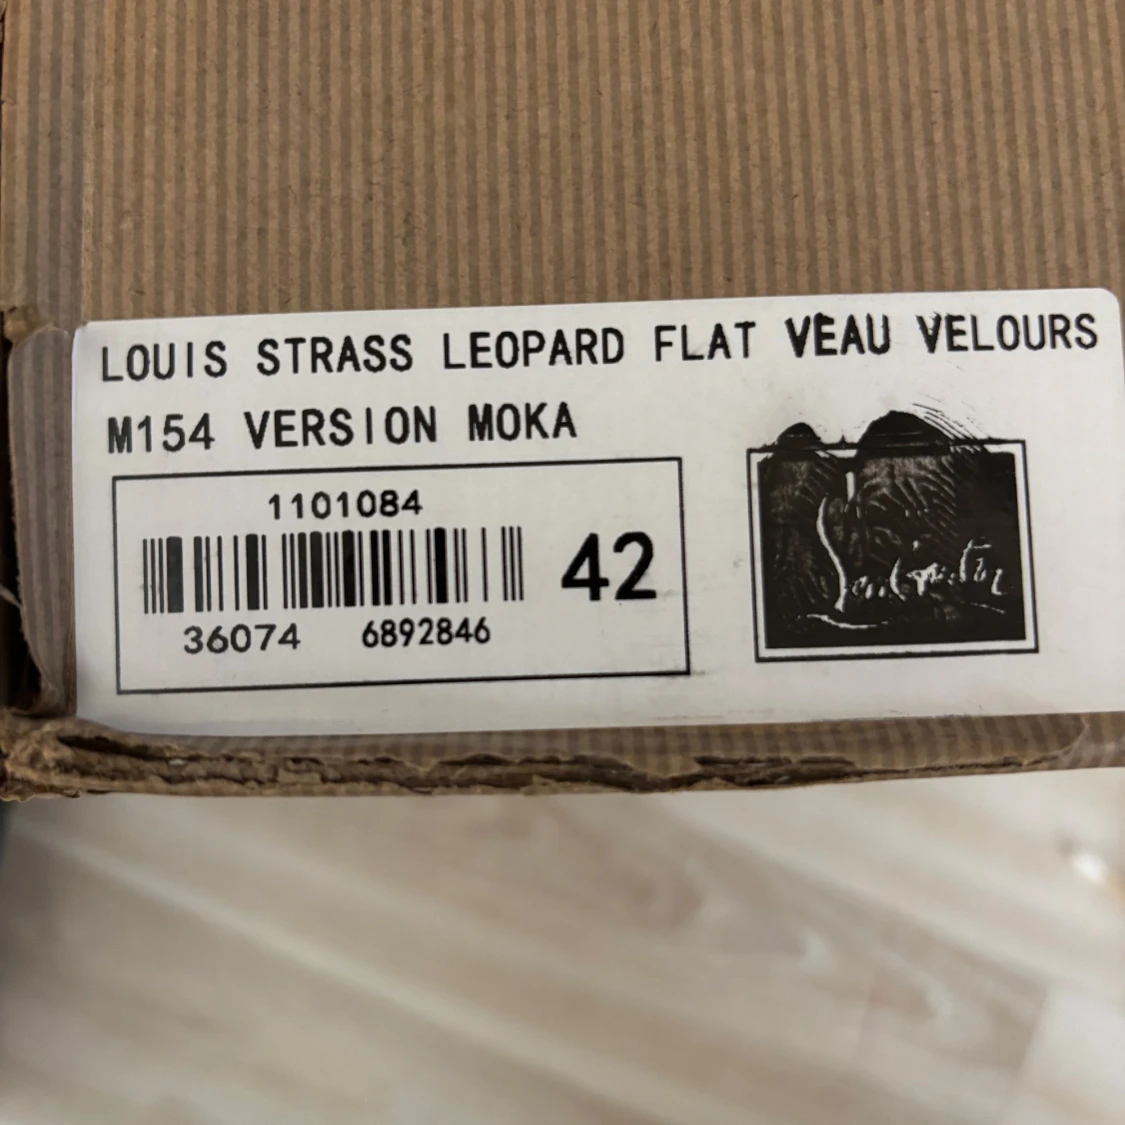 LOUIS STRASS LEOPARD FLAT VEAU VELOURS
M154 VERSION MOKA
1101084
36074 6892846
42